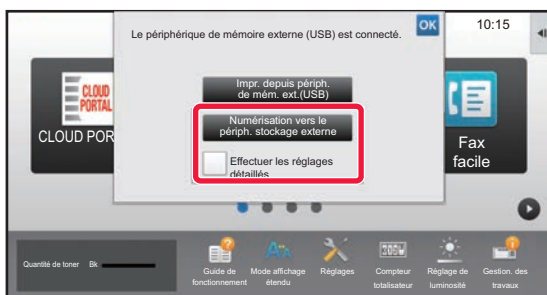 Le périphérique de mémoire externe (USB) est connecté.
OK
10:15
Impr. depuis périph.
de mém. ext.(USB)
Numérisation vers le
périph. stockage externe
Effectuer les réglages
détaillés
CLOUD
PORTAL
CLOUD POR
Fax
facile
Quantité de toner Bk
Guide de
fonctionnement
Mode affichage
étendu
Réglages
Compteur
totalisateur
Réglage de
luminosité
Gestion. des
travaux